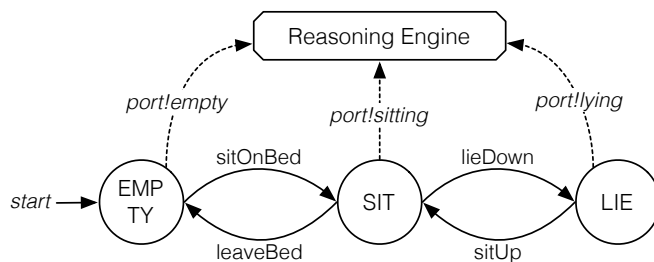 Reasoning Engine
port!empty
port!sitting
port!lying
sitOnBed
lieDown
start
EMP
TY
SIT
LIE
leaveBed
sitUp